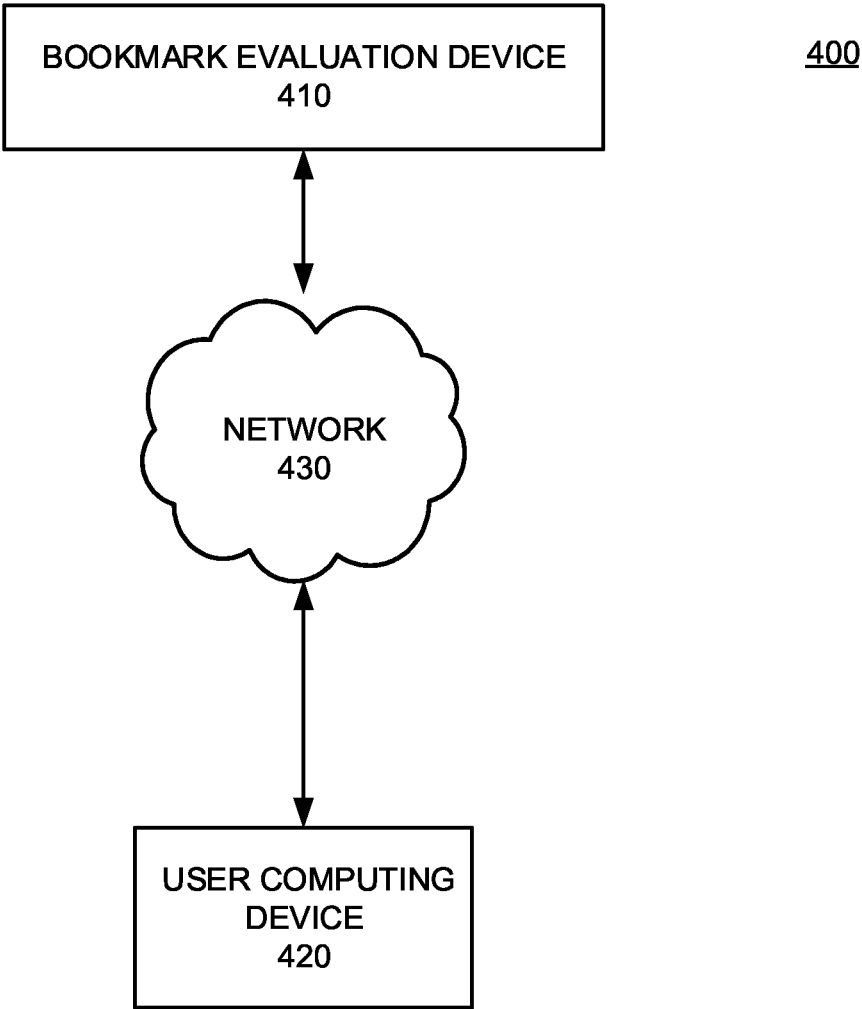 BOOKMARK EVALUATION DEVICE
410
400
NETWORK
430
USER COMPUTING
DEVICE
420